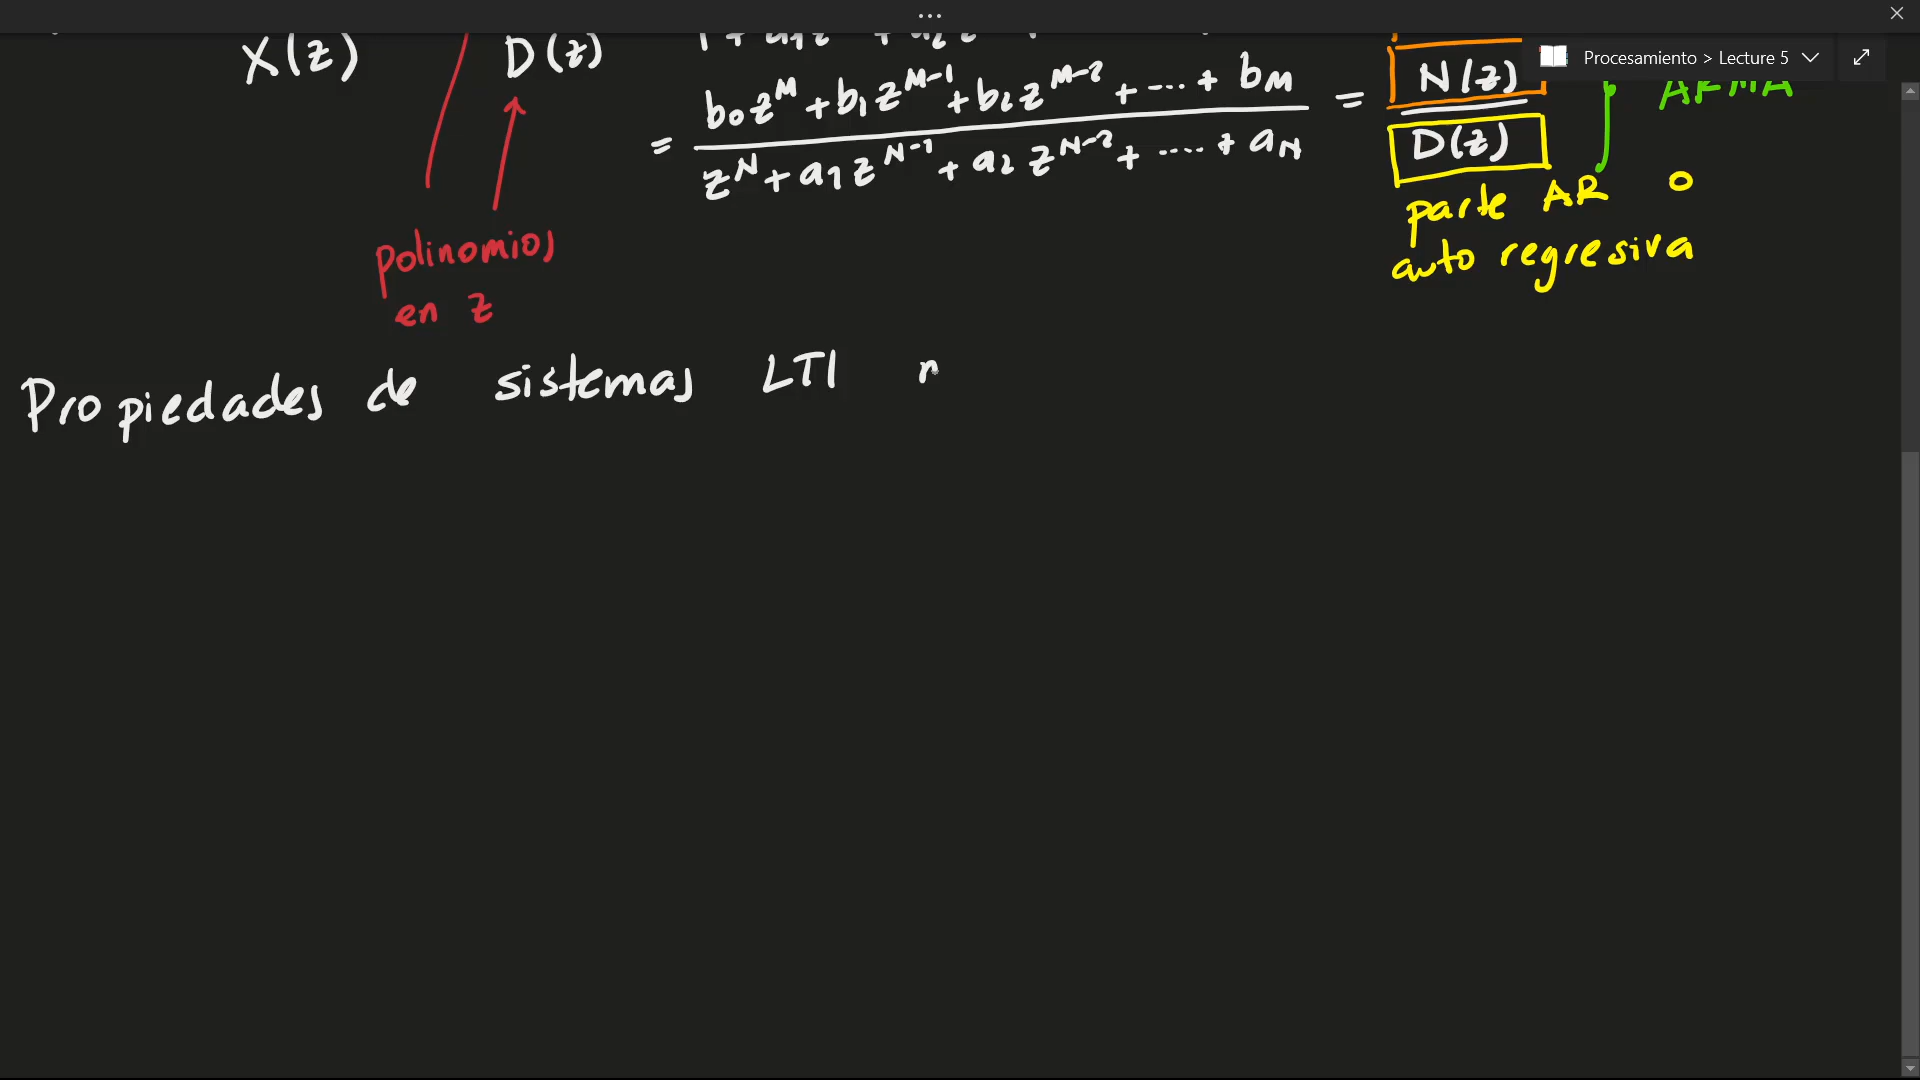 Procesamiento > Lecture 5
X(z) D(z)
= b₀z^M + b₁z^(M-1) + b₂z^(M-2) + ---- + b_M / z^N + a₁z^(N-1) + a₂z^(N-2) + ---- + a_N = N(z) / D(z)
ARMA
parte AR o
auto regresiva
polinomios
en z
Propiedades de sistemas LTI